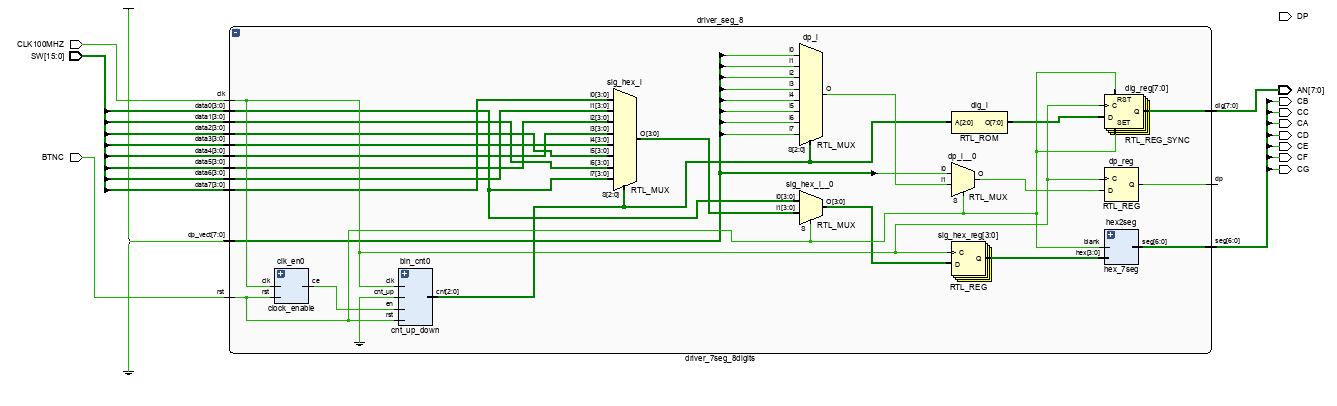 driver_seg_8
DP
CLK100MHZ
SW[15:0]
dp_i
I0
I1
I2
I3
I4
I5
I6
I7
O
S[2:0]
RTL_MUX
sig_hex_i
I0[3:0]
I1[3:0]
I2[3:0]
I3[3:0]
I4[3:0]
I5[3:0]
I6[3:0]
I7[3:0]
O[3:0]
S[2:0]
RTL_MUX
clk
data0[3:0]
data1[3:0]
data2[3:0]
data3[3:0]
data4[3:0]
data5[3:0]
data6[3:0]
data7[3:0]
BTNC
dig_i
A[2:0]
O[7:0]
RTL_ROM
dig_reg[7:0]
RST
C
D
Q
SET
RTL_REG_SYNC
dig[7:0]
AN[7:0]
CB
CC
CA
CD
CE
CF
CG
dp_i__0
I0
I1
O
S
RTL_MUX
dp_reg
C
D
Q
RTL_REG
dp
sig_hex_i__0
I0[3:0]
I1[3:0]
O[3:0]
S
RTL_MUX
dp_vect[7:0]
sig_hex_reg[3:0]
C
D
Q
RTL_REG
hex2seg
blank
hex[3:0]
seg[6:0]
hex_7seg
seg[6:0]
clk_en0
clk
rst
ce
clock_enable
rst
bin_cnt0
clk
cnt_up
en
rst
cnt[2:0]
cnt_up_down
driver_7seg_8digits